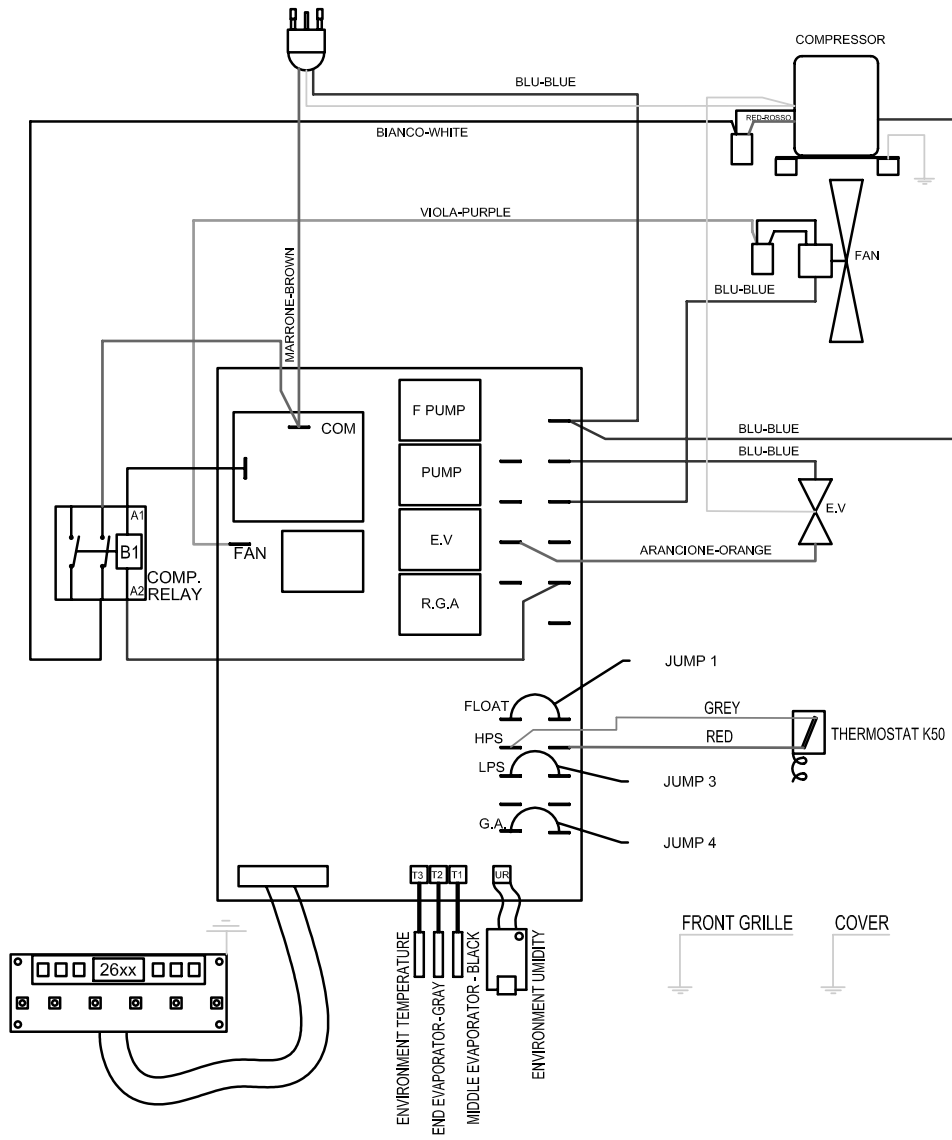 COMPRESSOR
BLU-BLUE
RED-ROSSO
BIANCO-WHITE
VIOLA-PURPLE
MARRONE-BROWN
FAN
BLU-BLUE
F PUMP
COM
BLU-BLUE
BLU-BLUE
PUMP
E.V
A1
E.V
FAN
B1
ARANCIONE-ORANGE
COMP.
RELAY
A2
R.G.A
JUMP 1
FLOAT
GREY
HPS
RED
THERMOSTAT K50
LPS
JUMP 3
G.A.
JUMP 4
T3
T2
T1
UR
FRONT GRILLE
COVER
26xx
ENVIRONMENT TEMPERATURE
END EVAPORATOR-GRAY
MIDDLE EVAPORATOR - BLACK
ENVIRONMENT UMIDITY